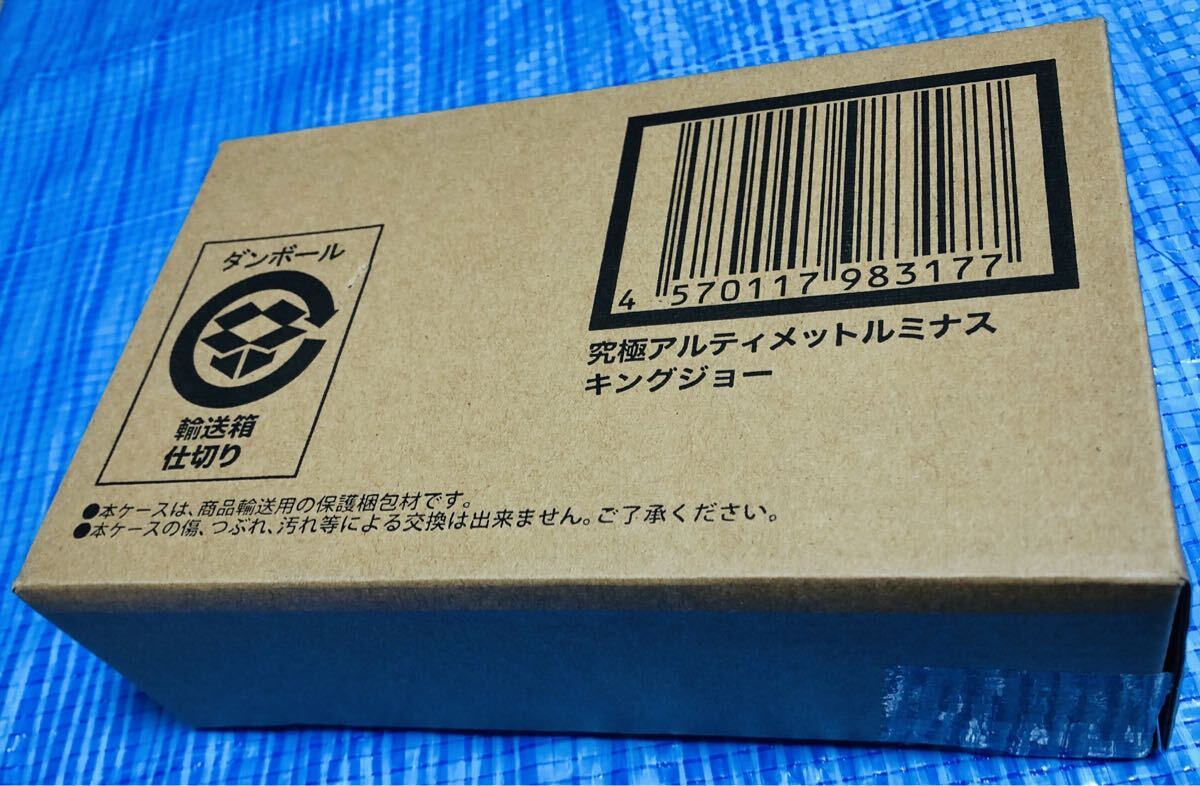 4 570117 983177
究極アルティメットルミナス
キングジョー
ダンボール
輸送箱
仕切り
●本ケースは、商品輸送用の保護梱包材です。
●本ケースの傷、つぶれ、汚れ等による交換は出来ません。ご了承ください。